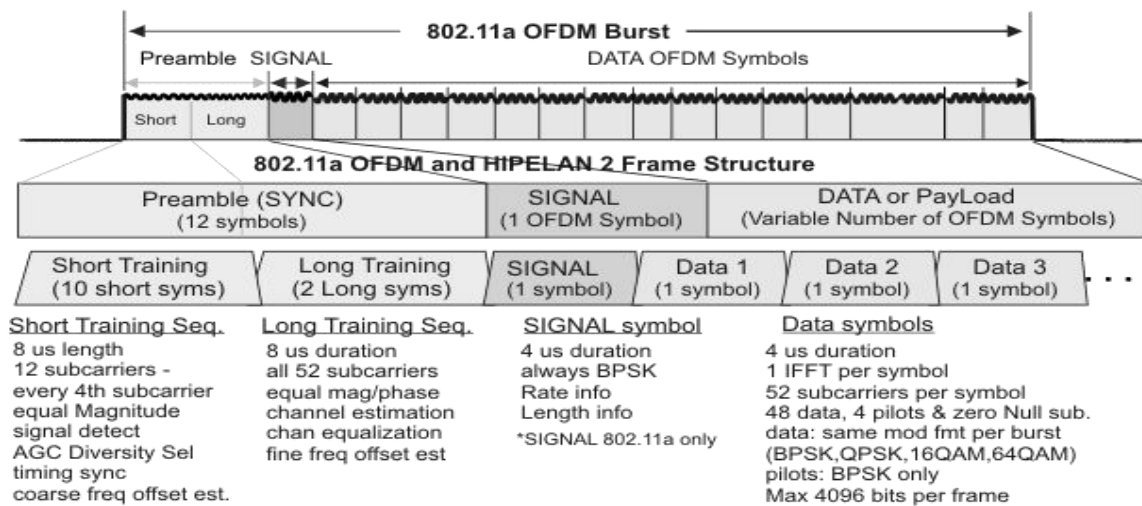 802.11a OFDM Burst
Preamble SIGNAL DATA OFDM Symbols
Short Long
802.11a OFDM and HIPELAN 2 Frame Structure
Preamble (SYNC)
(12 symbols)
SIGNAL
(1 OFDM Symbol)
DATA or PayLoad
(Variable Number of OFDM Symbols)
Short Training
(10 short syms)
Long Training
(2 Long syms)
SIGNAL
(1 symbol)
Data 1
(1 symbol)
Data 2
(1 symbol)
Data 3
(1 symbol)
. . .
Short Training Seq.
8 us length
12 subcarriers -
every 4th subcarrier
equal Magnitude
signal detect
AGC Diversity Sel
timing sync
coarse freq offset est.
Long Training Seq.
8 us duration
all 52 subcarriers
equal mag/phase
channel estimation
chan equalization
fine freq offset est
SIGNAL symbol
4 us duration
always BPSK
Rate info
Length info
*SIGNAL 802.11a only
Data symbols
4 us duration
1 IFFT per symbol
52 subcarriers per symbol
48 data, 4 pilots & zero Null sub.
data: same mod fmt per burst
(BPSK,QPSK,16QAM,64QAM)
pilots: BPSK only
Max 4096 bits per frame